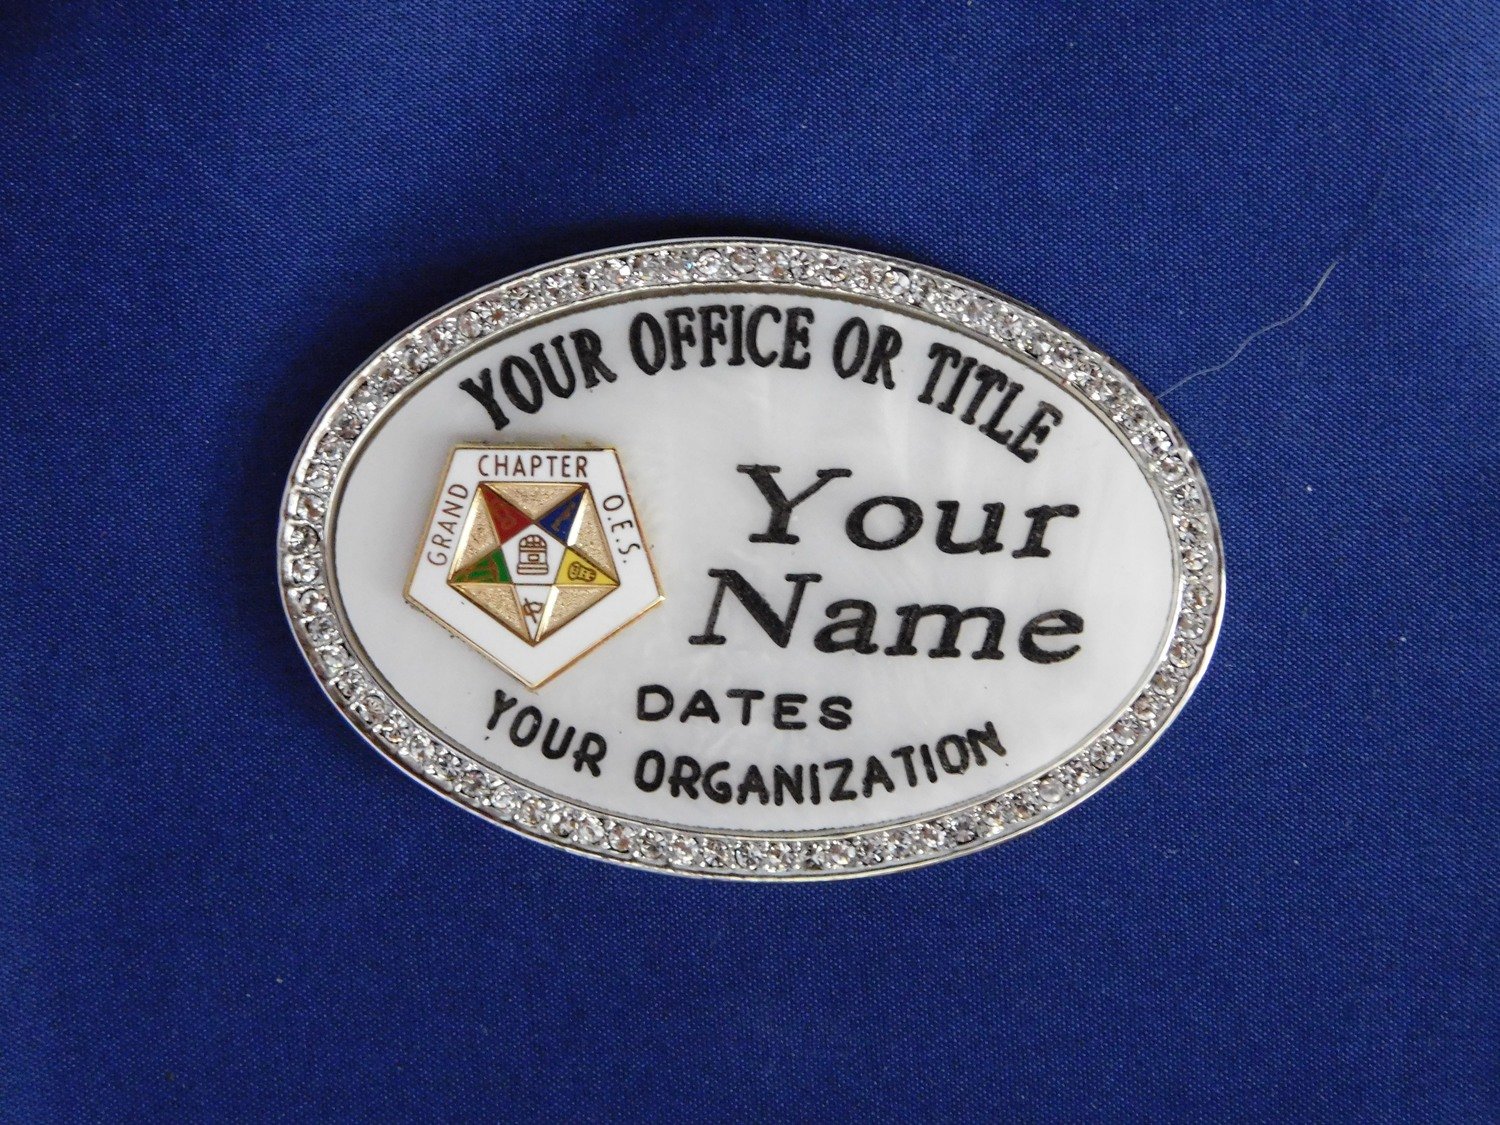 YOUR OFFICE OR TITLE
GRAND CHAPTER O.E.S.
Your
Name
DATES
YOUR ORGANIZATION